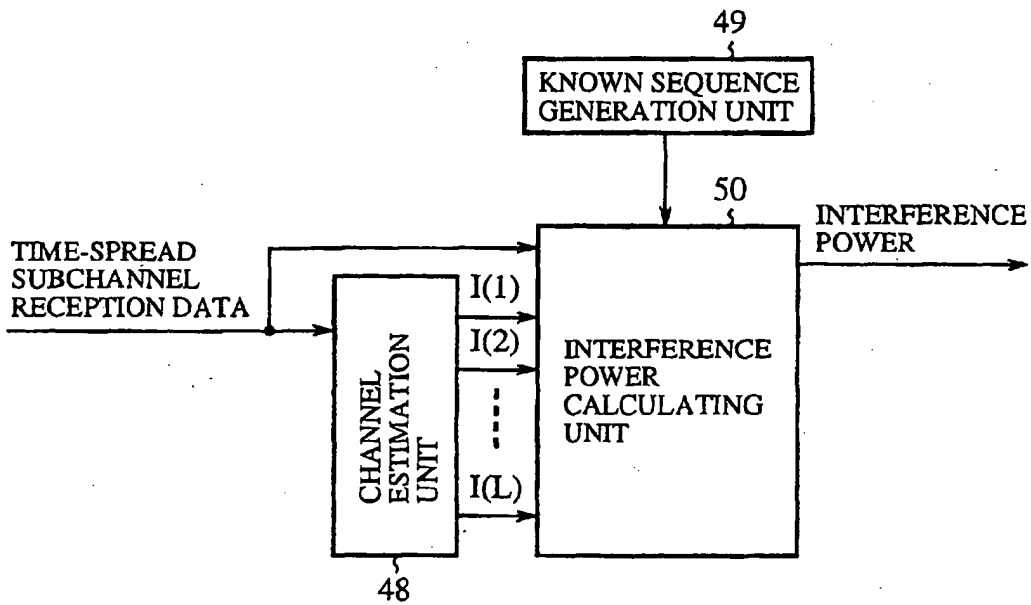 49
KNOWN SEQUENCE
GENERATION UNIT
50
INTERFERENCE
POWER
TIME-SPREAD
SUBCHANNEL
RECEPTION DATA
I(1)
I(2)
I(L)
CHANNEL
ESTIMATION
UNIT
INTERFERENCE
POWER
CALCULATING
UNIT
48